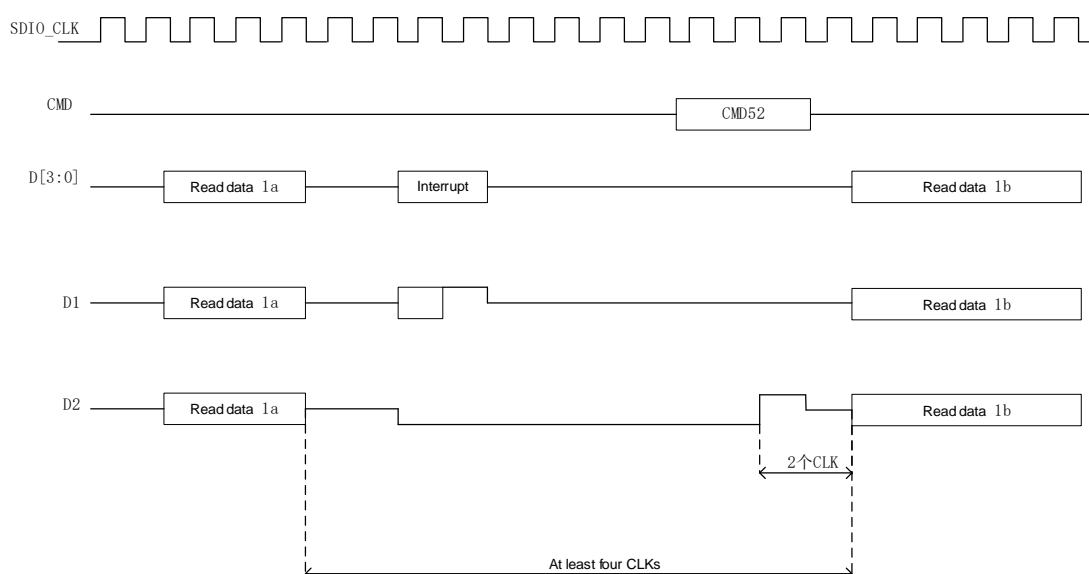 SDIO_CLK
CMD
CMD52
D[3:0]
Read data 1a
Interrupt
Read data 1b
D1
Read data 1a
Read data 1b
D2
Read data 1a
Read data 1b
2个CLK
At least four CLKs